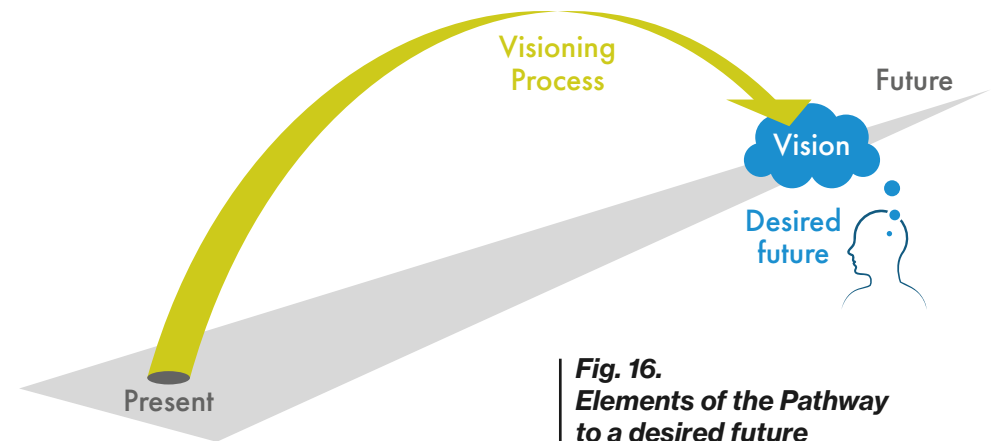 Visioning
Process
Future
Vision
Desired
future
Present
Fig. 16.
Elements of the Pathway
to a desired future